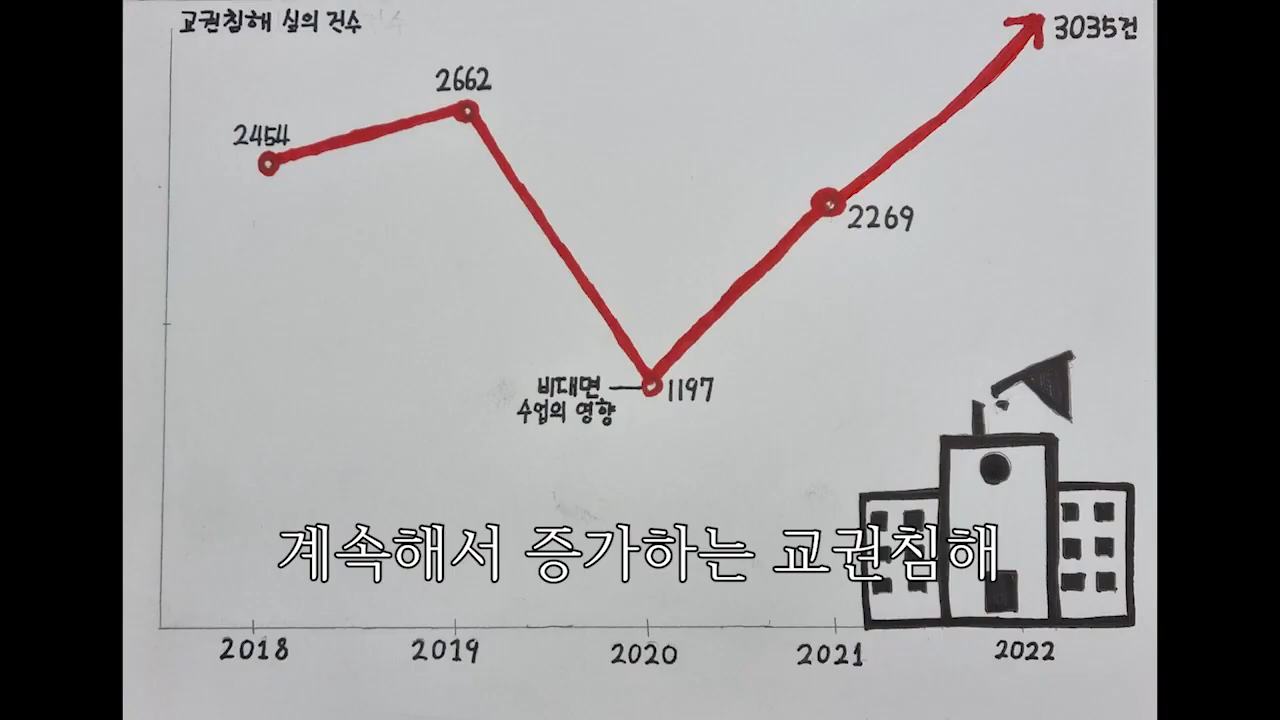 교권침해 심의 건수
3035건
2662
2454
2269
비대면
수업의 영향
1197
계속해서 증가하는 교권침해
2018 2019 2020 2021 2022